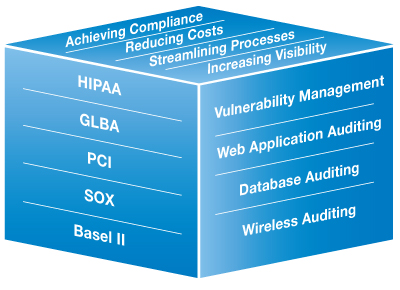 Achieving Compliance
Reducing Costs
Streamlining Processes
Increasing Visibility
HIPAA
GLBA
PCI
SOX
Basel II
Vulnerability Management
Web Application Auditing
Database Auditing
Wireless Auditing